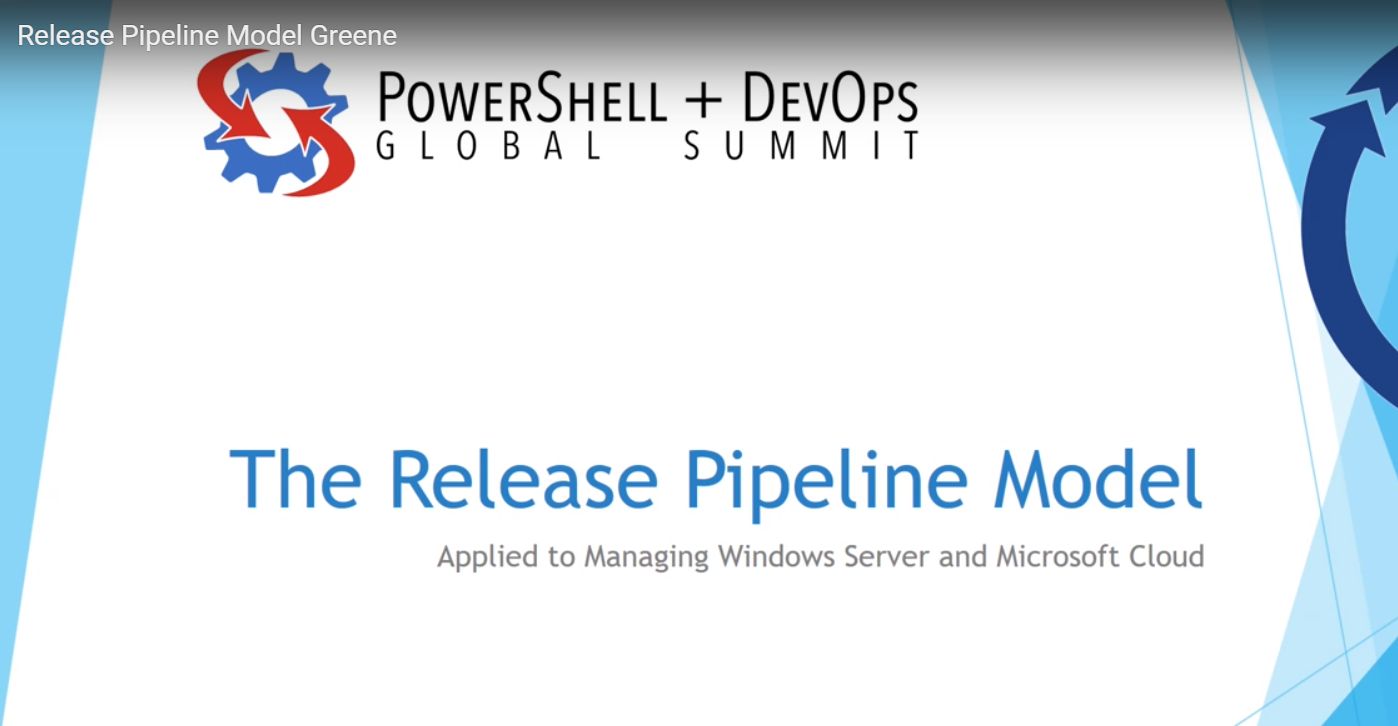 Release Pipeline Model Greene
POWERSHELL + DEVOPS
GLOBAL SUMMIT
The Release Pipeline Model
Applied to Managing Windows Server and Microsoft Cloud